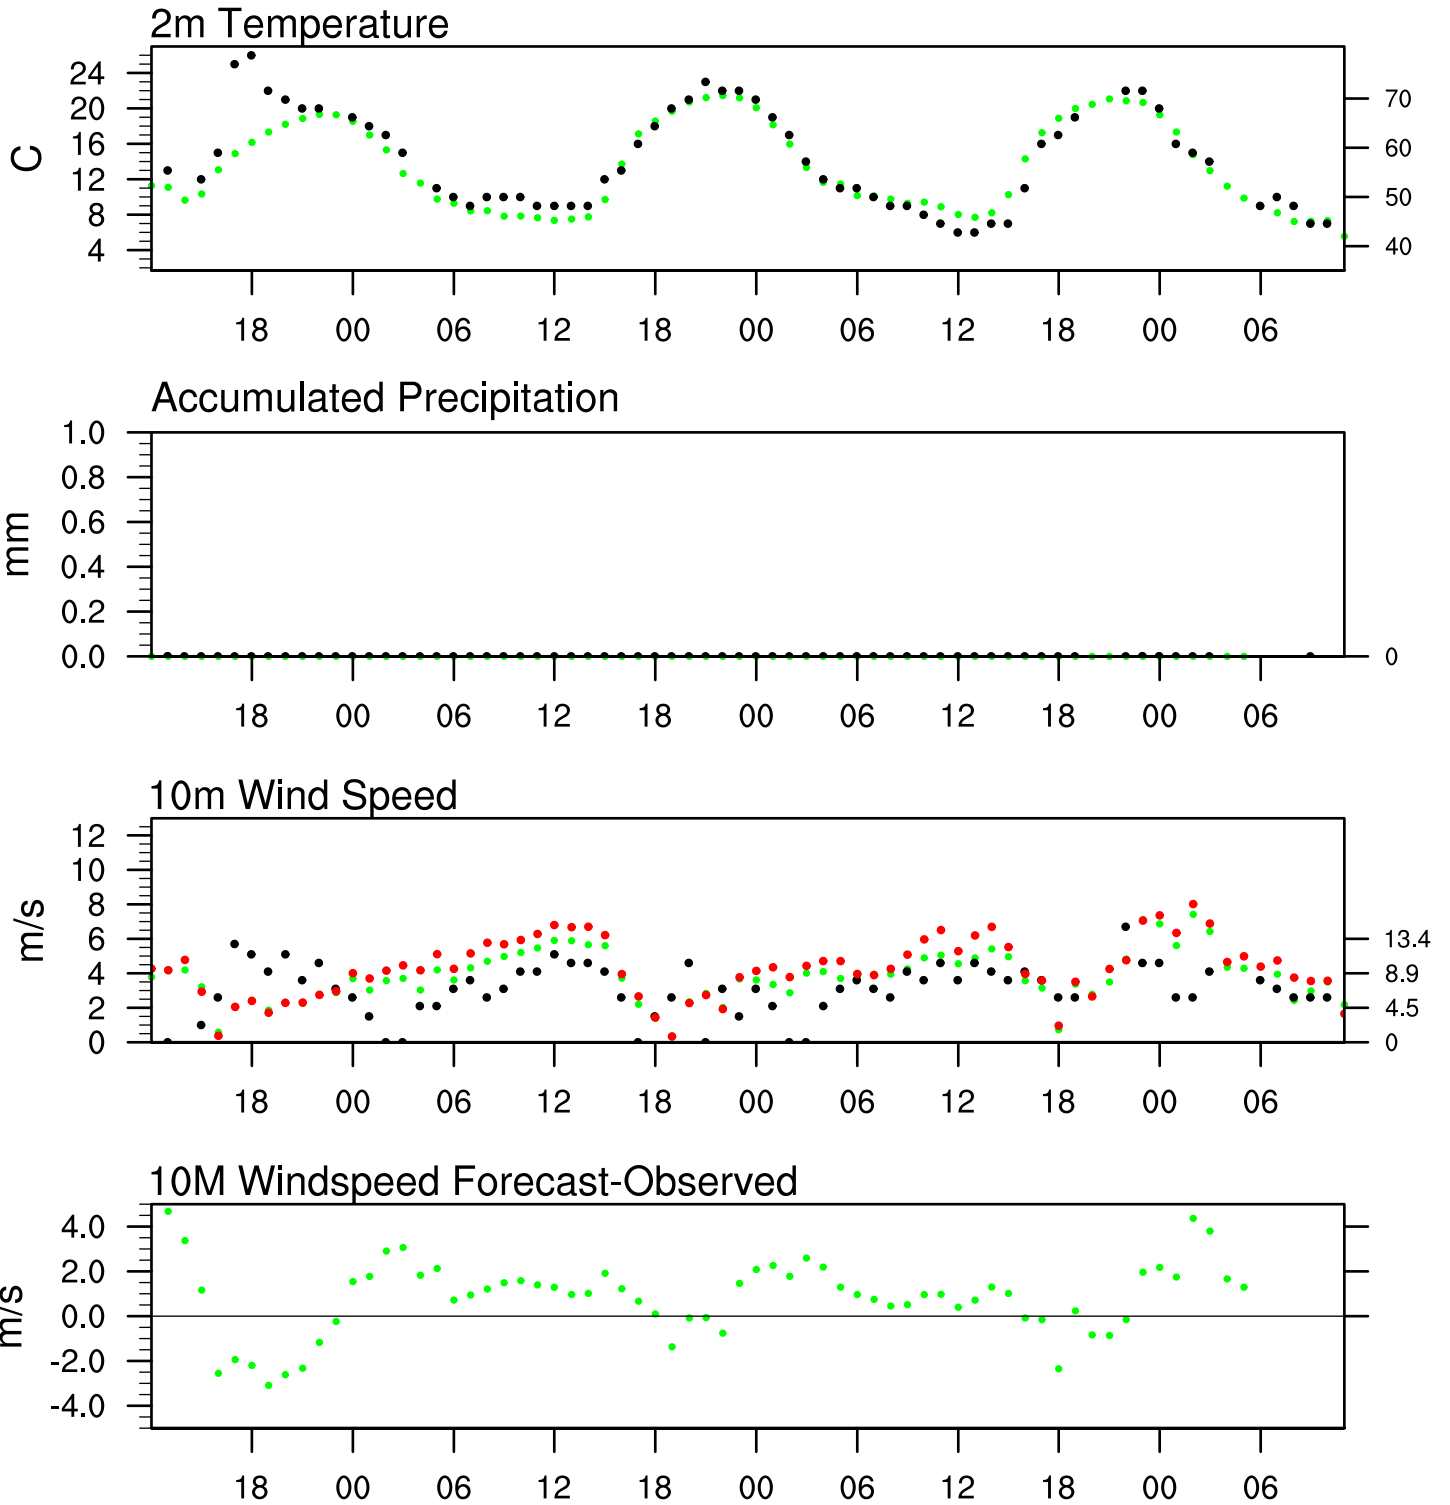 2m Temperature
24
20
16
12
8
4
C
70
60
50
40
18 00 06 12 18 00 06 12 18 00 06
Accumulated Precipitation
1.0
0.8
0.6
0.4
0.2
0.0
mm
0
18 00 06 12 18 00 06 12 18 00 06
10m Wind Speed
12
10
8
6
4
2
0
m/s
13.4
8.9
4.5
0
18 00 06 12 18 00 06 12 18 00 06
10M Windspeed Forecast-Observed
4.0
2.0
0.0
-2.0
-4.0
m/s
18 00 06 12 18 00 06 12 18 00 06